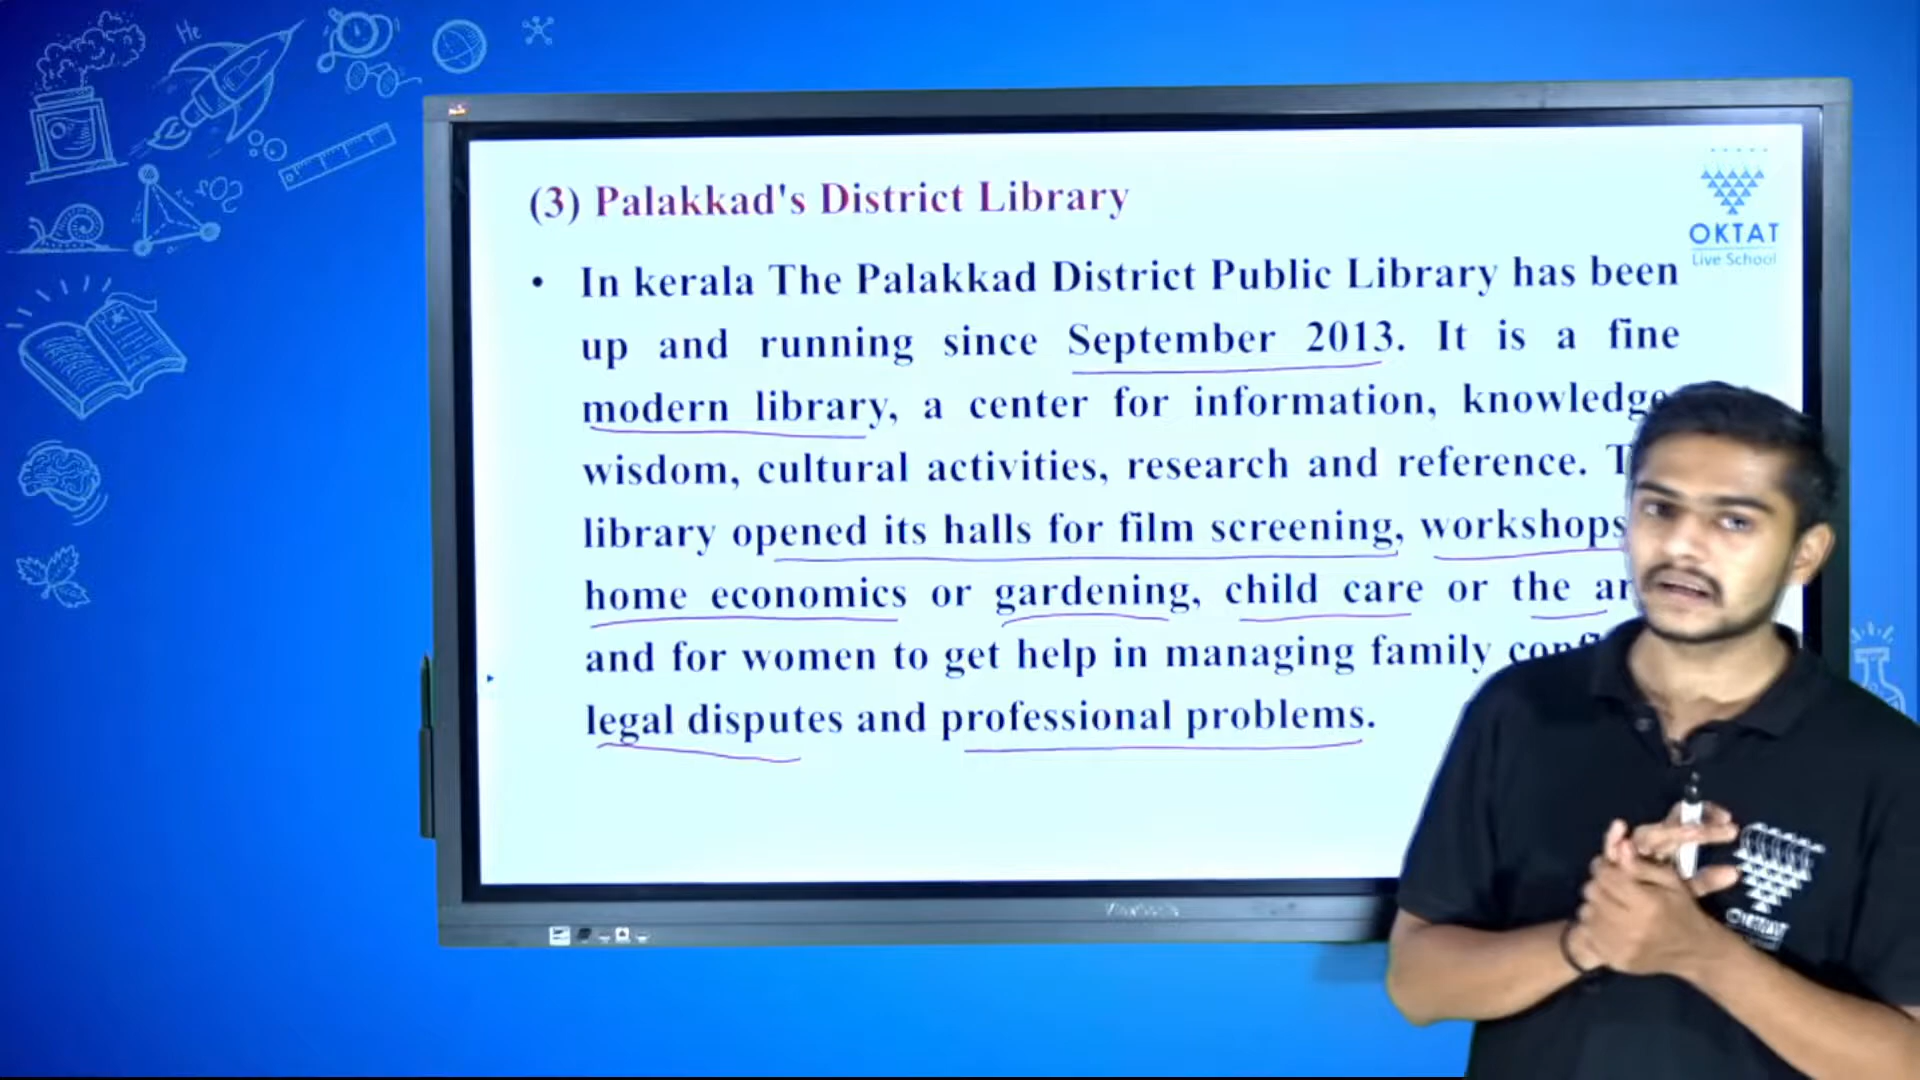 He
(3) Palakkad's District Library
OKTAT
Live School
• In kerala The Palakkad District Public Library has been
up and running since September 2013. It is a fine
modern library, a center for information, knowledge
wisdom, cultural activities, research and reference.
library opened its halls for film screening, workshops
home economics or gardening, child care or the
and for women to get help in managing family
legal disputes and professional problems.
ViewSonic